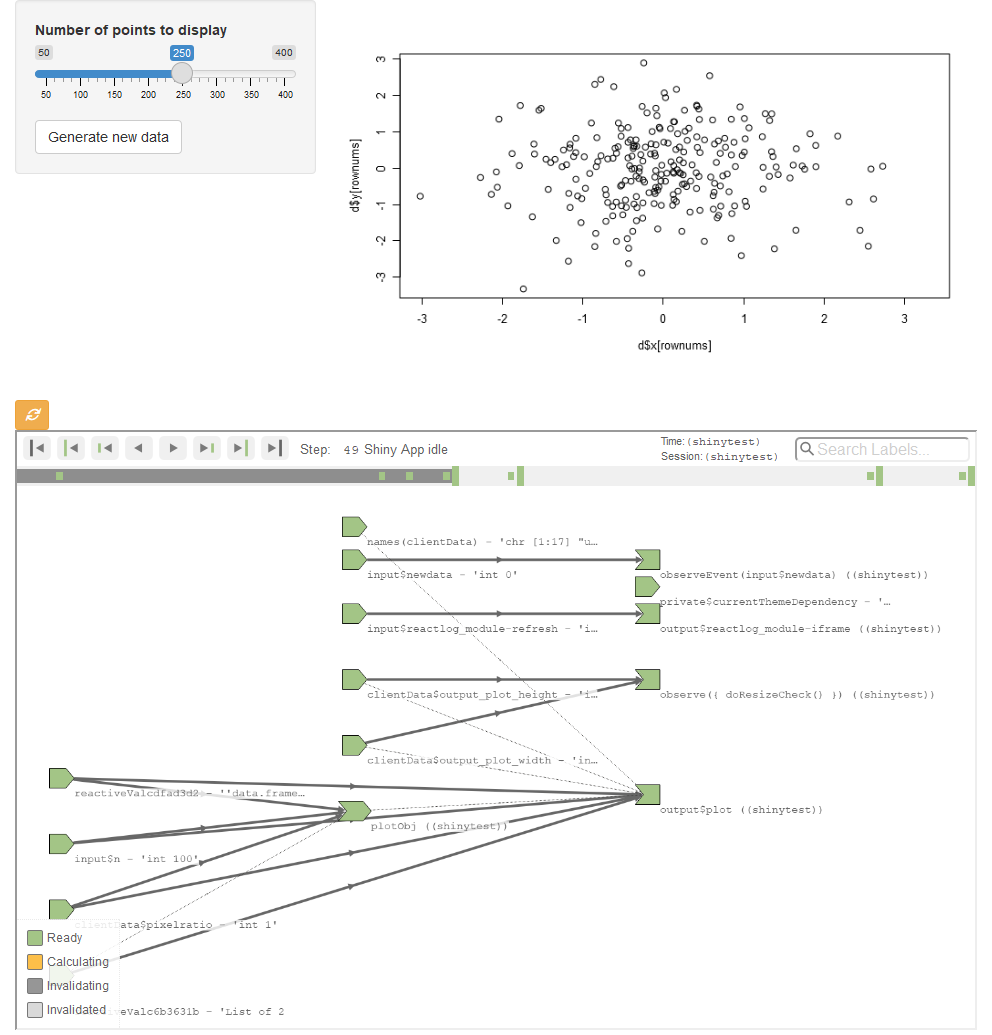 Number of points to display
50 250 400
50 100 150 200 250 300 350 400
Generate new data
3
2
1
0
-1
-2
-3
d$y[rownums]
-3 -2 -1 0 1 2 3
d$x[rownums]
Step: 49 Shiny App idle
Time: (shinytest)
Session: (shinytest)
Search Labels...
names(clientData) - 'chr [1:17] "u…
input$newdata - 'int 0'
observeEvent(input$newdata) ((shinytest))
private$currentThemeDependency - '…
input$reactlog_module-refresh - 'i…
output$reactlog_module-iframe ((shinytest))
clientData$output_plot_height - 'i…
observe({ doResizeCheck() }) ((shinytest))
clientData$output_plot_width - 'in…
reactiveValcdfad3d2 - ''data.frame…
output$plot ((shinytest))
plotObj ((shinytest))
input$n - 'int 100'
clientData$pixelratio - 'int 1'
Ready
Calculating
Invalidating
Invalidated
veValc6b3631b - 'List of 2